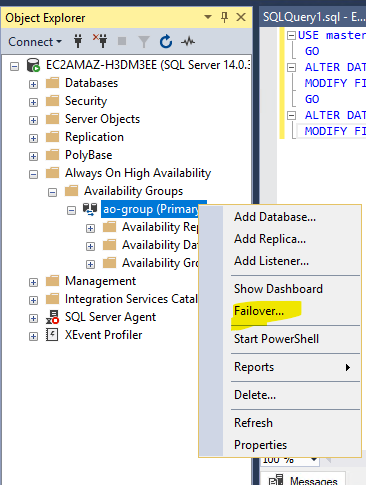 Object Explorer
Connect
EC2AMAZ-H3DM3EE (SQL Server 14.0.3
Databases
Security
Server Objects
Replication
PolyBase
Always On High Availability
Availability Groups
ao-group (Primary
Availability Rep
Availability Dat
Availability Gro
Management
Integration Services Catal
SQL Server Agent
XEvent Profiler
Add Database...
Add Replica...
Add Listener...
Show Dashboard
Failover...
Start PowerShell
Reports
Delete...
Refresh
Properties
SQLQuery1.sql - E...
USE master
GO
ALTER DAT
MODIFY FI
GO
ALTER DAT
MODIFY FI
100 %
Messages